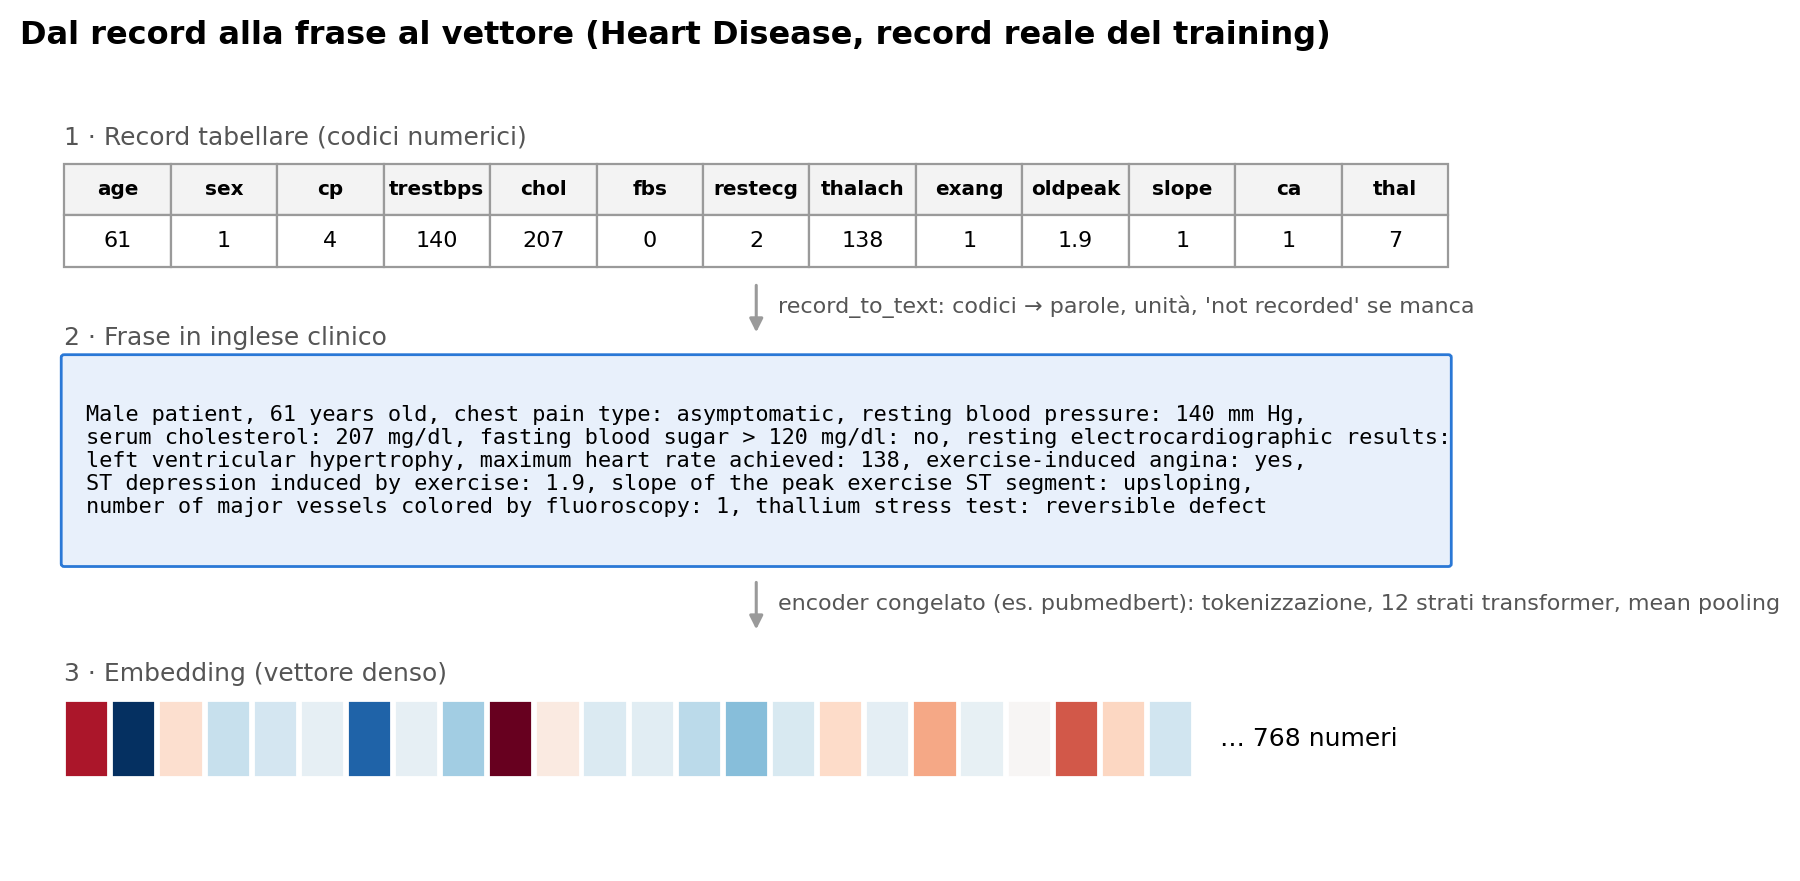 Dal record alla frase al vettore (Heart Disease, record reale del training)
1 · Record tabellare (codici numerici)
age sex cp trestbps chol fbs restecg thalach exang oldpeak slope ca thal
61 1 4 140 207 0 2 138 1 1.9 1 1 7
record_to_text: codici → parole, unità, 'not recorded' se manca
2 · Frase in inglese clinico
Male patient, 61 years old, chest pain type: asymptomatic, resting blood pressure: 140 mm Hg,
serum cholesterol: 207 mg/dl, fasting blood sugar > 120 mg/dl: no, resting electrocardiographic results:
left ventricular hypertrophy, maximum heart rate achieved: 138, exercise-induced angina: yes,
ST depression induced by exercise: 1.9, slope of the peak exercise ST segment: upsloping,
number of major vessels colored by fluoroscopy: 1, thallium stress test: reversible defect
encoder congelato (es. pubmedbert): tokenizzazione, 12 strati transformer, mean pooling
3 · Embedding (vettore denso)
... 768 numeri